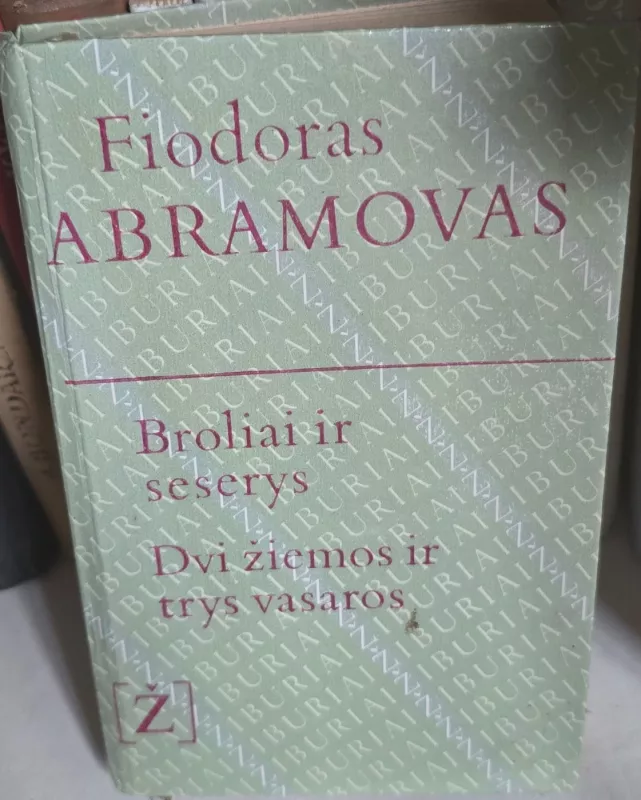 Fiodoras
ABRAMOVAS
Broliai ir
seserys
Dvi žiemos ir
trys vasaros
[Ž]